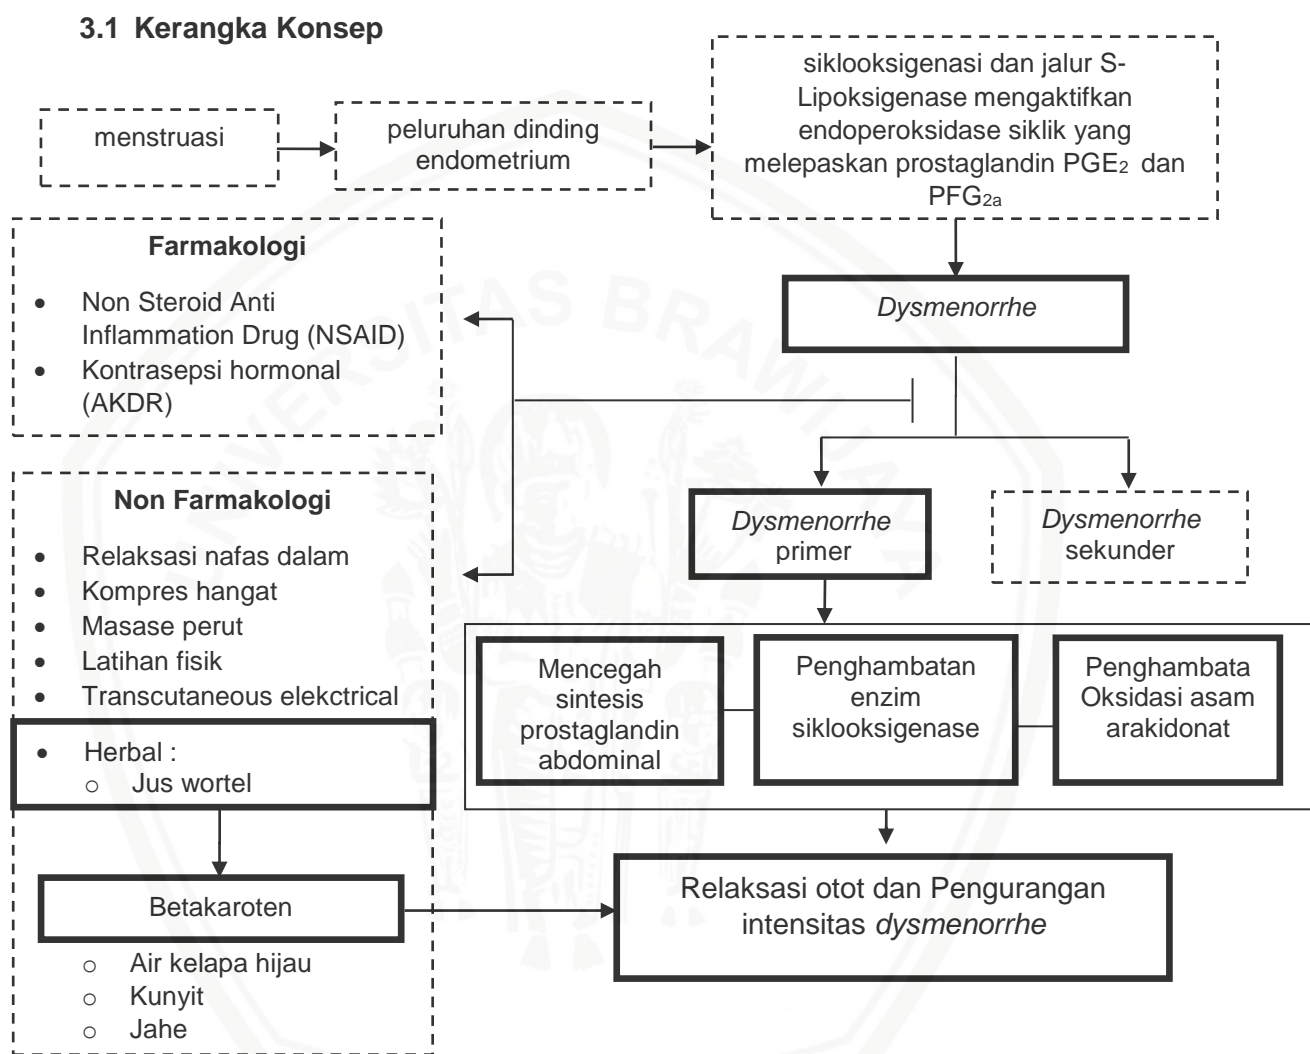 3.1 Kerangka Konsep
menstruasi
peluruhan dinding
endometrium
siklooksigenasi dan jalur S-
Lipoksigenase mengaktifkan
endoperoksidase siklik yang
melepaskan prostaglandin PGE2 dan
PFG2a
Farmakologi
• Non Steroid Anti
Inflammation Drug (NSAID)
• Kontrasepsi hormonal
(AKDR)
Dysmenorrhe
Dysmenorrhe
primer
Dysmenorrhe
sekunder
Non Farmakologi
• Relaksasi nafas dalam
• Kompres hangat
• Masase perut
• Latihan fisik
• Transcutaneous elekctrical
• Herbal :
o Jus wortel
Betakaroten
o Air kelapa hijau
o Kunyit
o Jahe
Mencegah
sintesis
prostaglandin
abdominal
Penghambatan
enzim
siklooksigenase
Penghambata
Oksidasi asam
arakidonat
Relaksasi otot dan Pengurangan
intensitas dysmenorrhe
UNIVERSITAS BRAWIJAYA